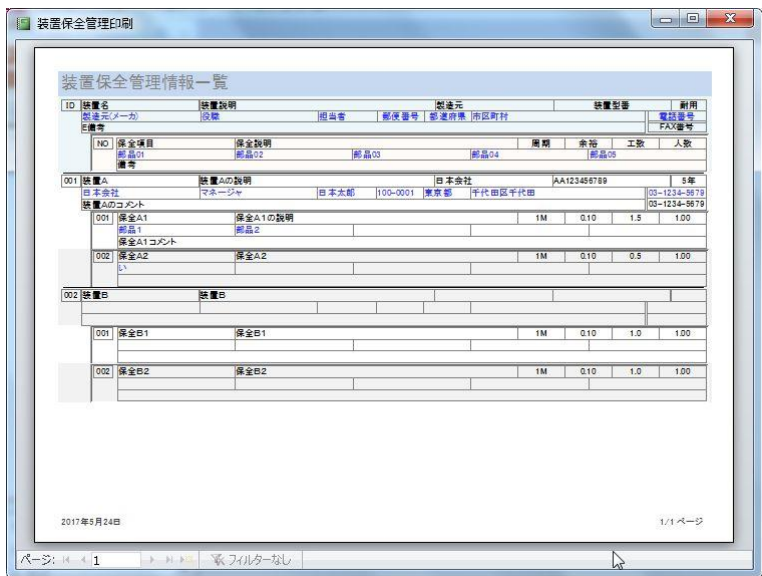 装置保全管理印刷
装置保全管理情報一覧
ID 装置名 装置説明 製造元 装置型番 耐用
製造元(メーカ) 役職 担当者 郵便番号 都道府県 市区町村 電話番号
E備考 FAX番号
NO 保全項目 保全説明 周期 余裕 工数 人数
部品01 部品02 部品03 部品04 部品05
備考
001 装置A 装置Aの説明 日本会社 AA123456789 5年
日本会社 マネージャ 日本太郎 100-0001 東京都 千代田区千代田 03-1234-5679
装置Aのコメント 03-1234-5679
001 保全A1 保全A1の説明 1M 0.10 1.5 1.00
部品1 部品2
保全A1コメント
002 保全A2 保全A2 1M 0.10 0.5 1.00
い
002 装置B 装置B
001 保全B1 保全B1 1M 0.10 1.0 1.00
002 保全B2 保全B2 1M 0.10 1.0 1.00
2017年5月24日 1/1 ページ
ページ: 1 フィルターなし